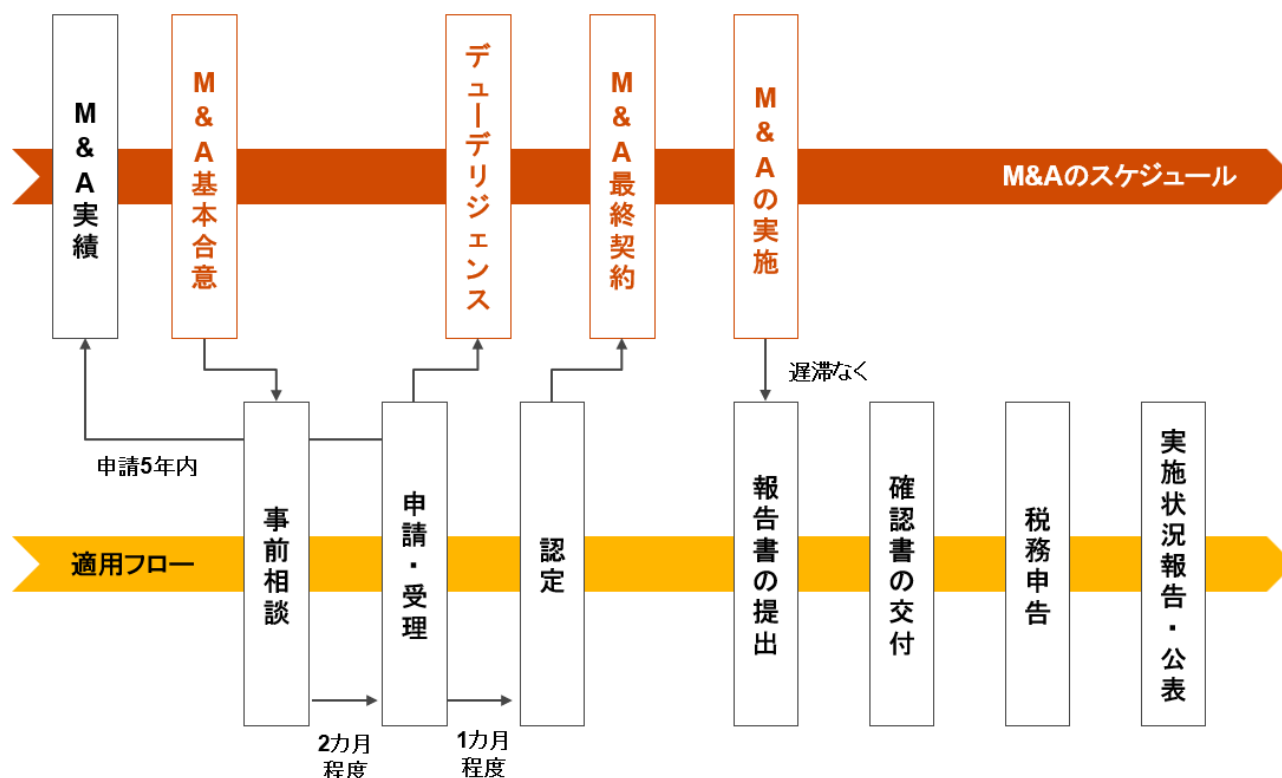 M&A実績
M&A基本合意
デューデリジェンス
M&A最終契約
M&Aの実施
M&Aのスケジュール
遅滞なく
申請5年内
適用フロー
事前相談
申請・受理
認定
報告書の提出
確認書の交付
税務申告
実施状況報告・公表
2カ月
程度
1カ月
程度